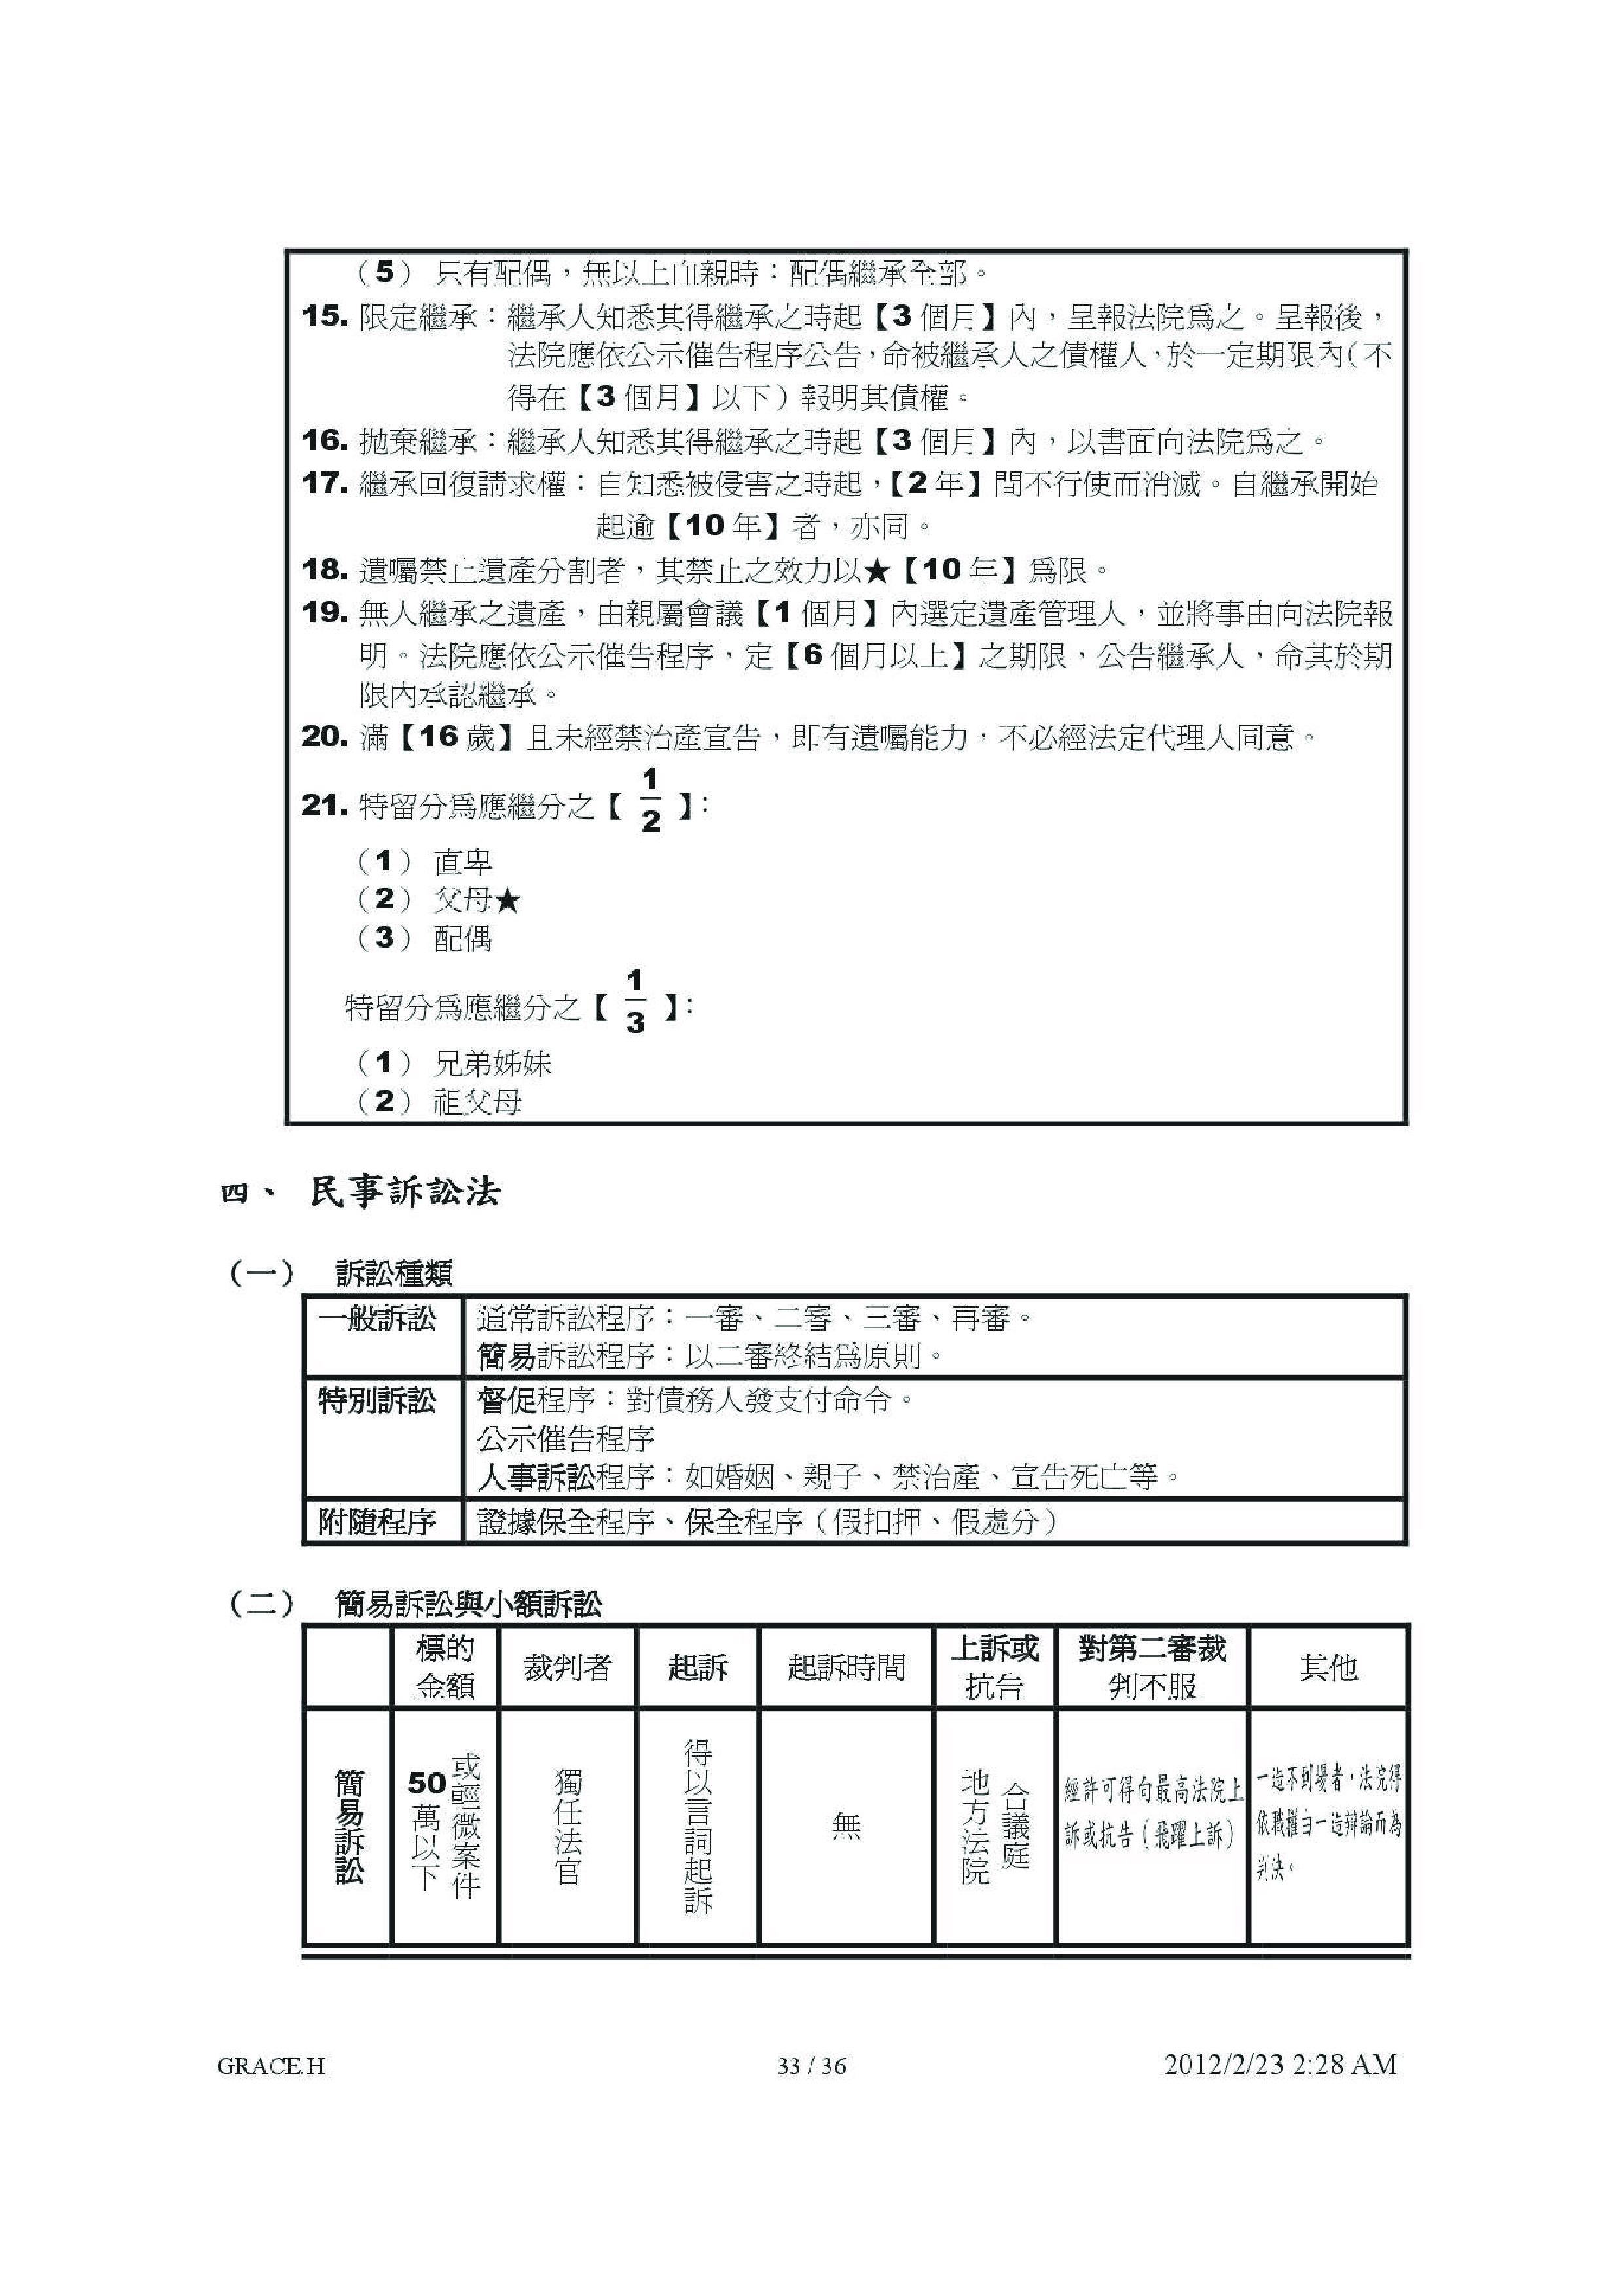 （5） 只有配偶，無以上血親時：配偶繼承全部。
15. 限定繼承：繼承人知悉其得繼承之時起【3 個月】內，呈報法院為之。呈報後，
法院應依公示催告程序公告，命被繼承人之債權人，於一定期限內（不
得在【3 個月】以下）報明其債權。
16. 拋棄繼承：繼承人知悉其得繼承之時起【3 個月】內，以書面向法院為之。
17. 繼承回復請求權：自知悉被侵害之時起，【2 年】間不行使而消滅。自繼承開始
起逾【10 年】者，亦同。
18. 遺囑禁止遺產分割者，其禁止之效力以★【10 年】為限。
19. 無人繼承之遺產，由親屬會議【1 個月】內選定遺產管理人，並將事由向法院報
明。法院應依公示催告程序，定【6 個月以上】之期限，公告繼承人，命其於期
限內承認繼承。
20. 滿【16 歲】且未經禁治產宣告，即有遺囑能力，不必經法定代理人同意。
21. 特留分為應繼分之【 1/2 】：
（1） 直卑
（2） 父母★
（3） 配偶
特留分為應繼分之【 1/3 】：
（1） 兄弟姊妹
（2） 祖父母
四、 民事訴訟法
（一） 訴訟種類
一般訴訟 通常訴訟程序：一審、二審、三審、再審。
簡易訴訟程序：以二審終結為原則。
特別訴訟 督促程序：對債務人發支付命令。
公示催告程序
人事訴訟程序：如婚姻、親子、禁治產、宣告死亡等。
附隨程序 證據保全程序、保全程序（假扣押、假處分）
（二） 簡易訴訟與小額訴訟
標的
金額
裁判者
起訴
起訴時間
上訴或
抗告
對第二審裁
判不服
其他
簡易訴訟
50萬以下
或輕微案件
獨任法官
得以言詞起訴
無
地方法院
合議庭
經許可得向最高法院上
訴或抗告（飛躍上訴）
一造不到場者，法院得
依職權由一造辯論而為
判決。
GRACE.H 33 / 36 2012/2/23 2:28 AM